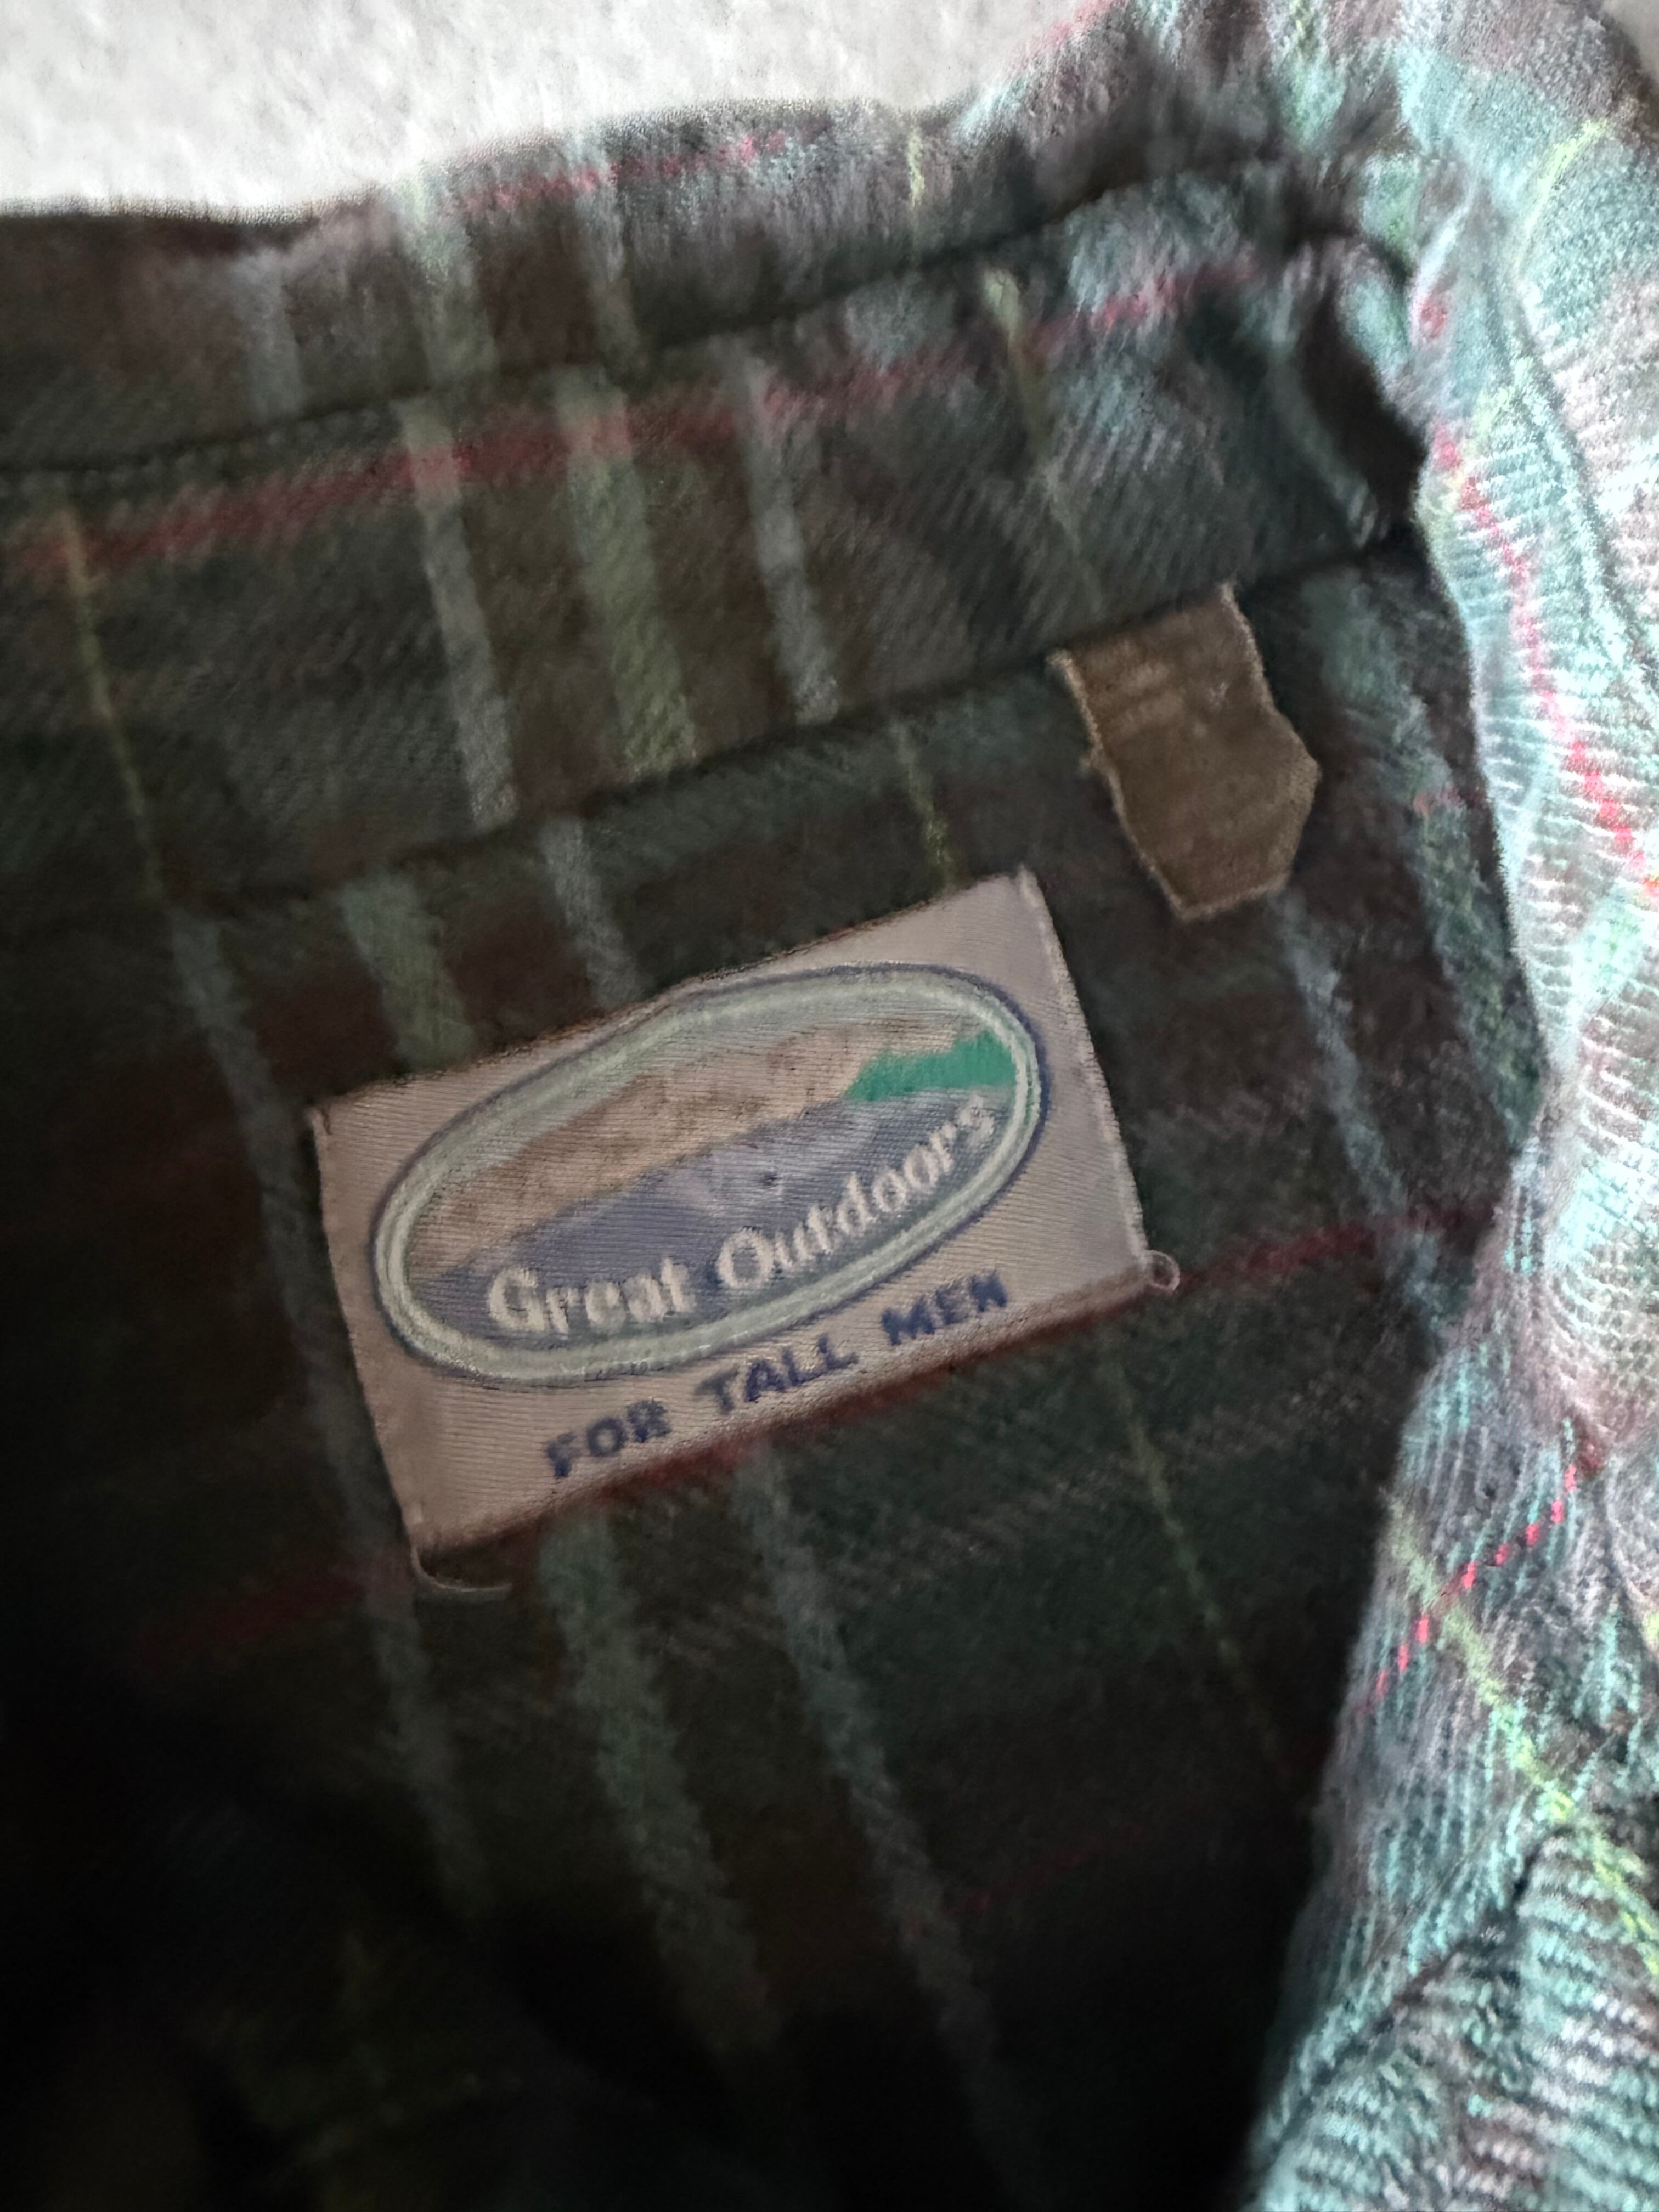 Great Outdoors
FOR TALL MEN